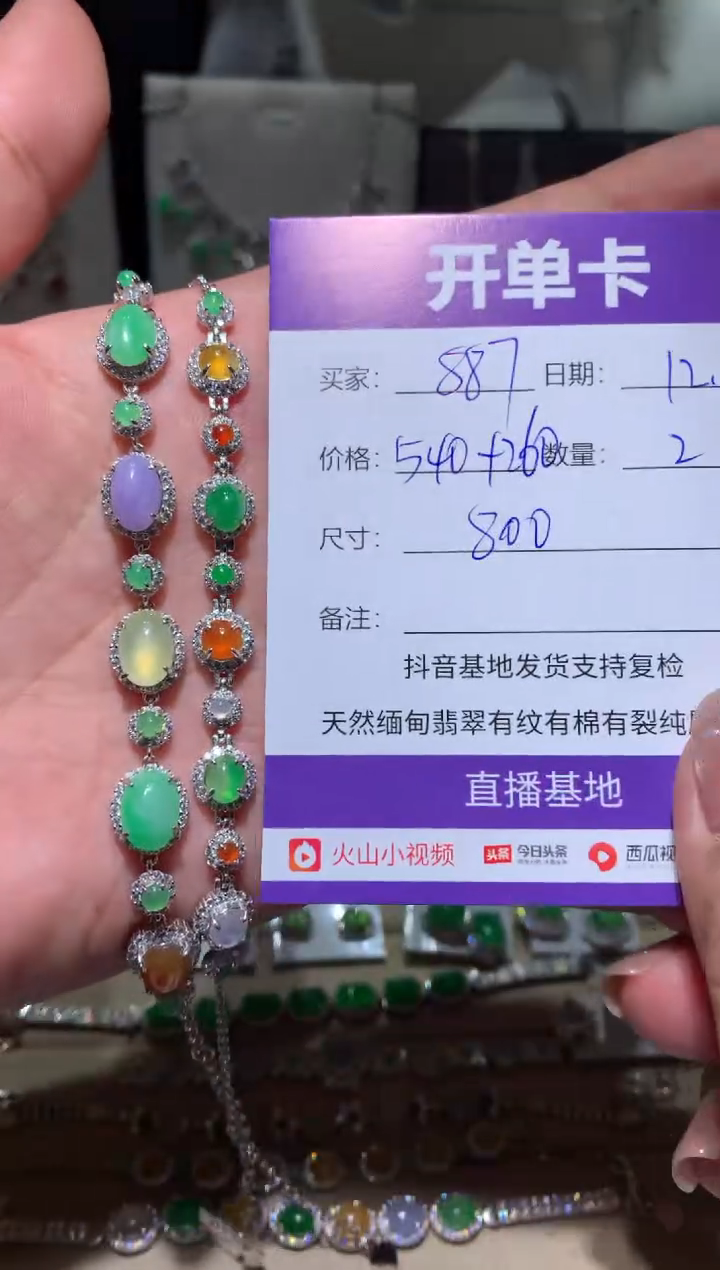 开单卡
买家: 887 日期: 12.
价格: 540+260 数量: 2
尺寸: 800
备注:
抖音基地发货支持复检
天然缅甸翡翠有纹有棉有裂纯
直播基地
火山小视频 头条 今日头条 西瓜视